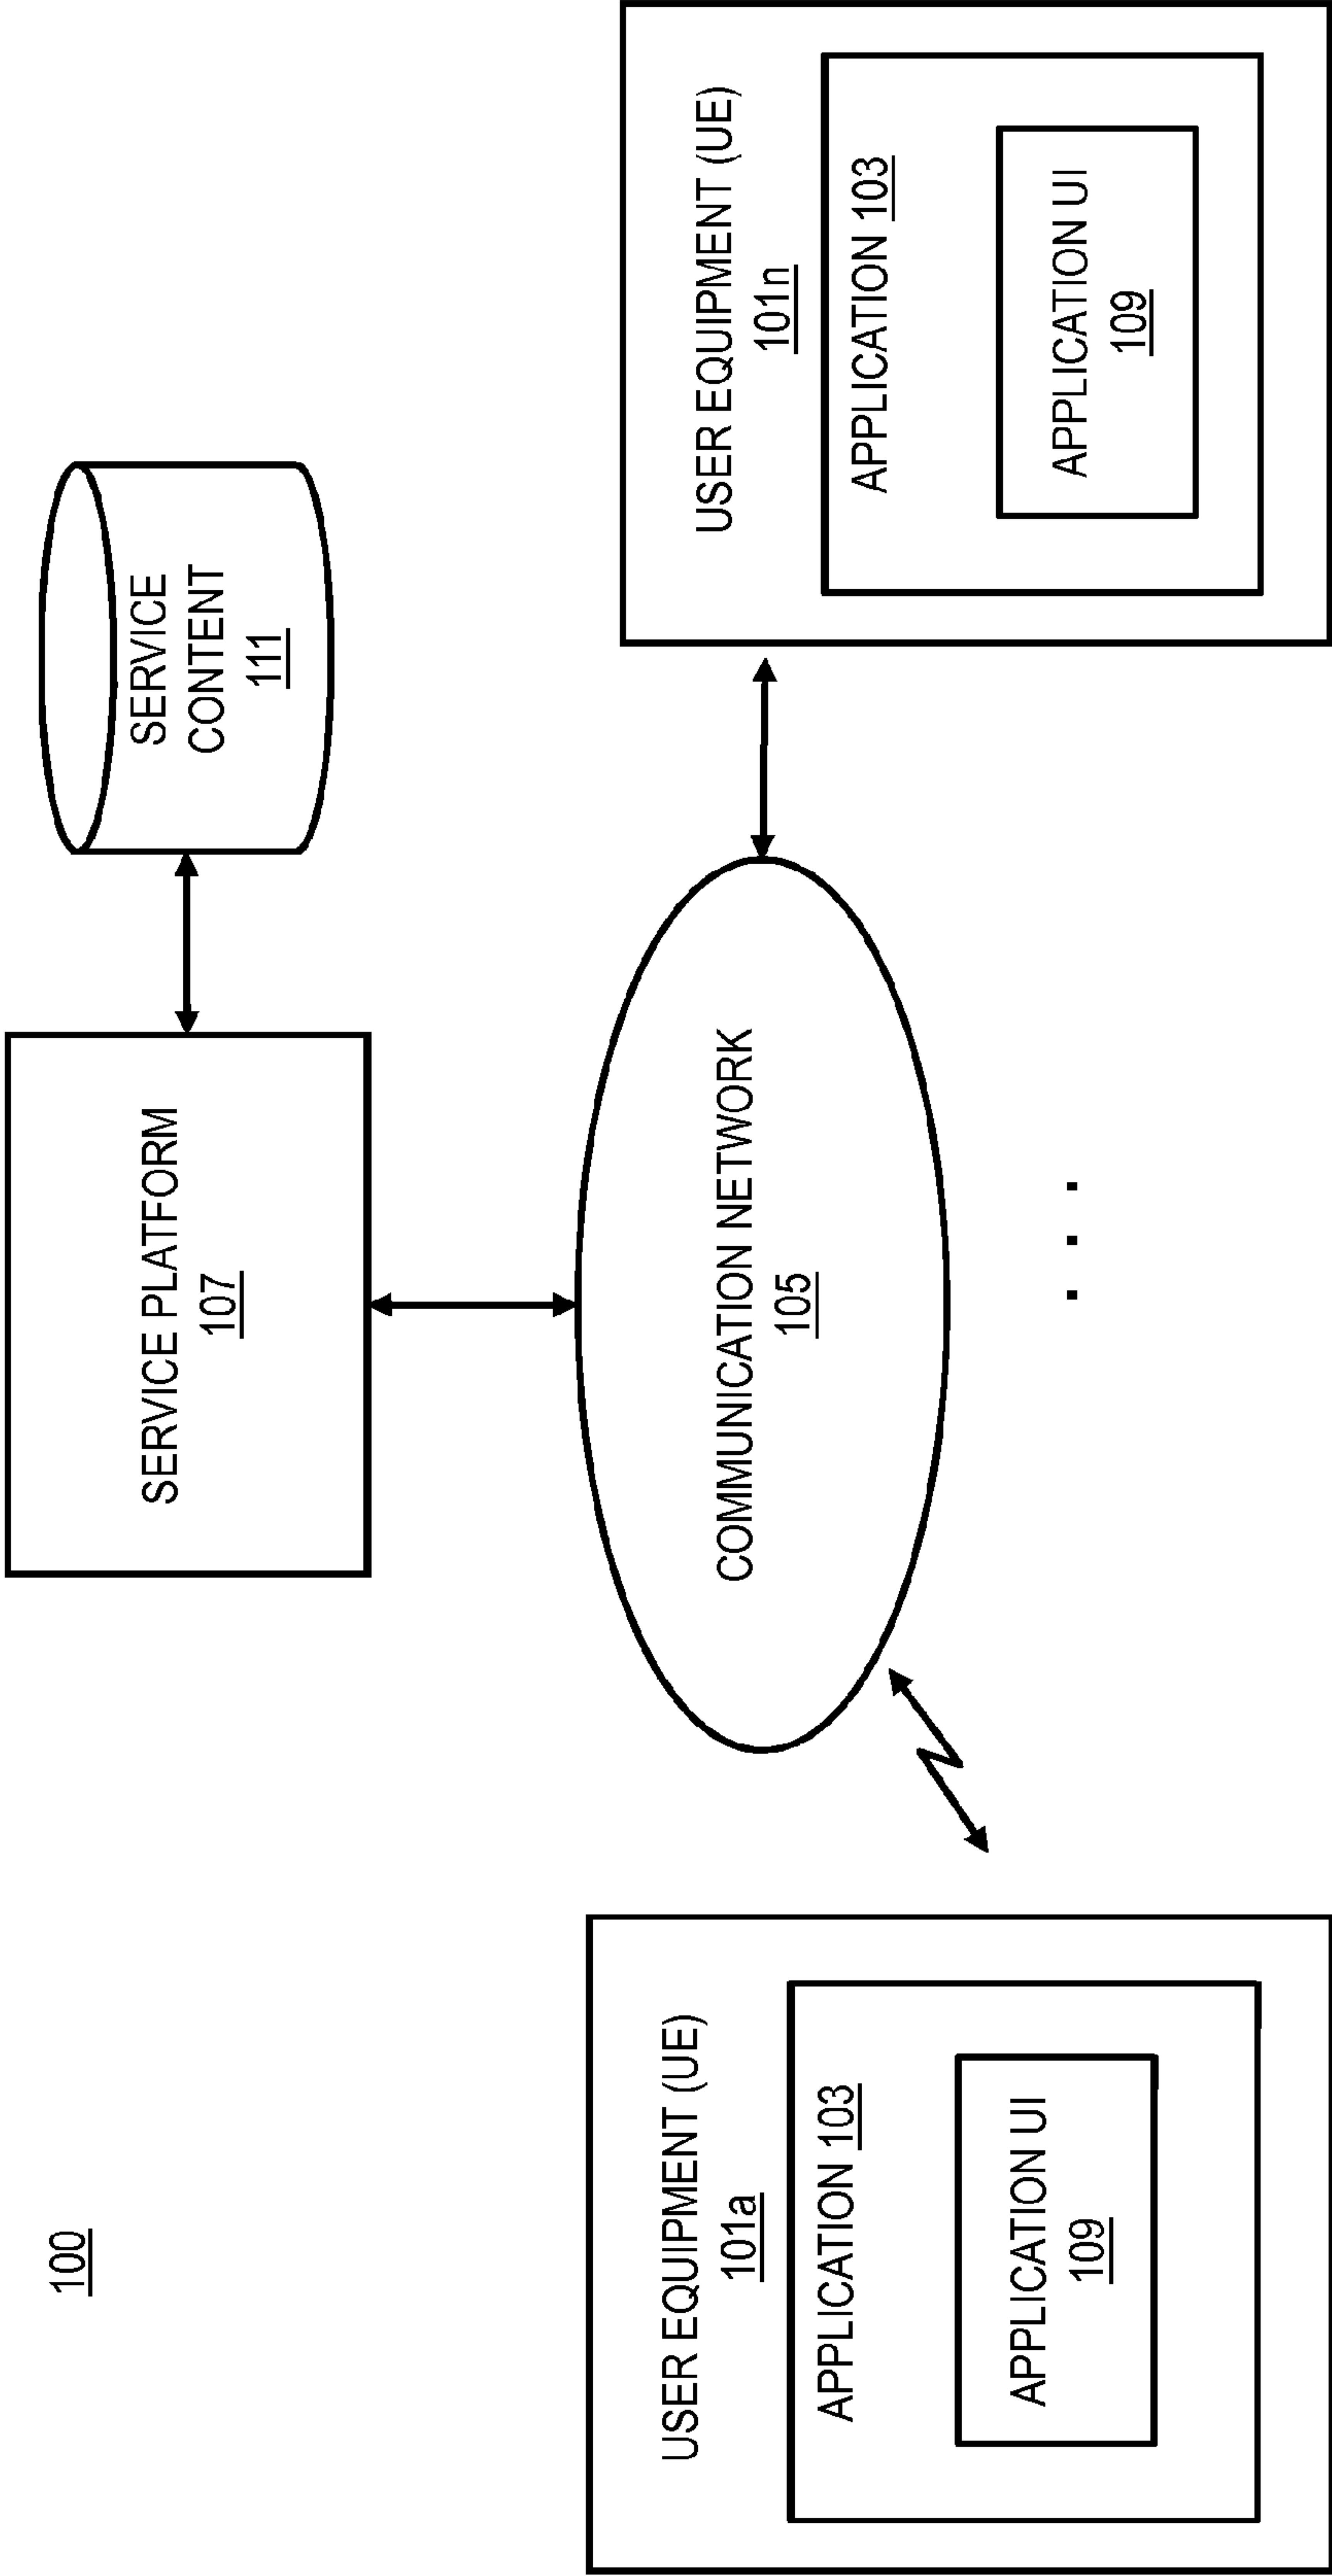 100
SERVICE PLATFORM
107
SERVICE
CONTENT
111
COMMUNICATION NETWORK
105
USER EQUIPMENT (UE)
101a
APPLICATION 103
APPLICATION UI
109
. . .
USER EQUIPMENT (UE)
101n
APPLICATION 103
APPLICATION UI
109